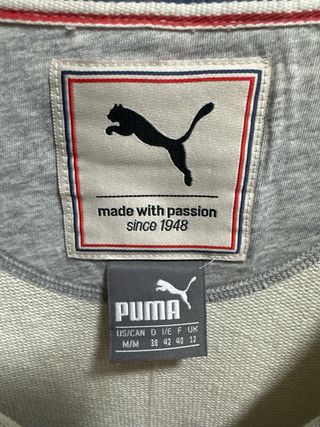 made with passion
since 1948
PUMA
US/CAN D I/E F UK
M/M 38 42 40 12